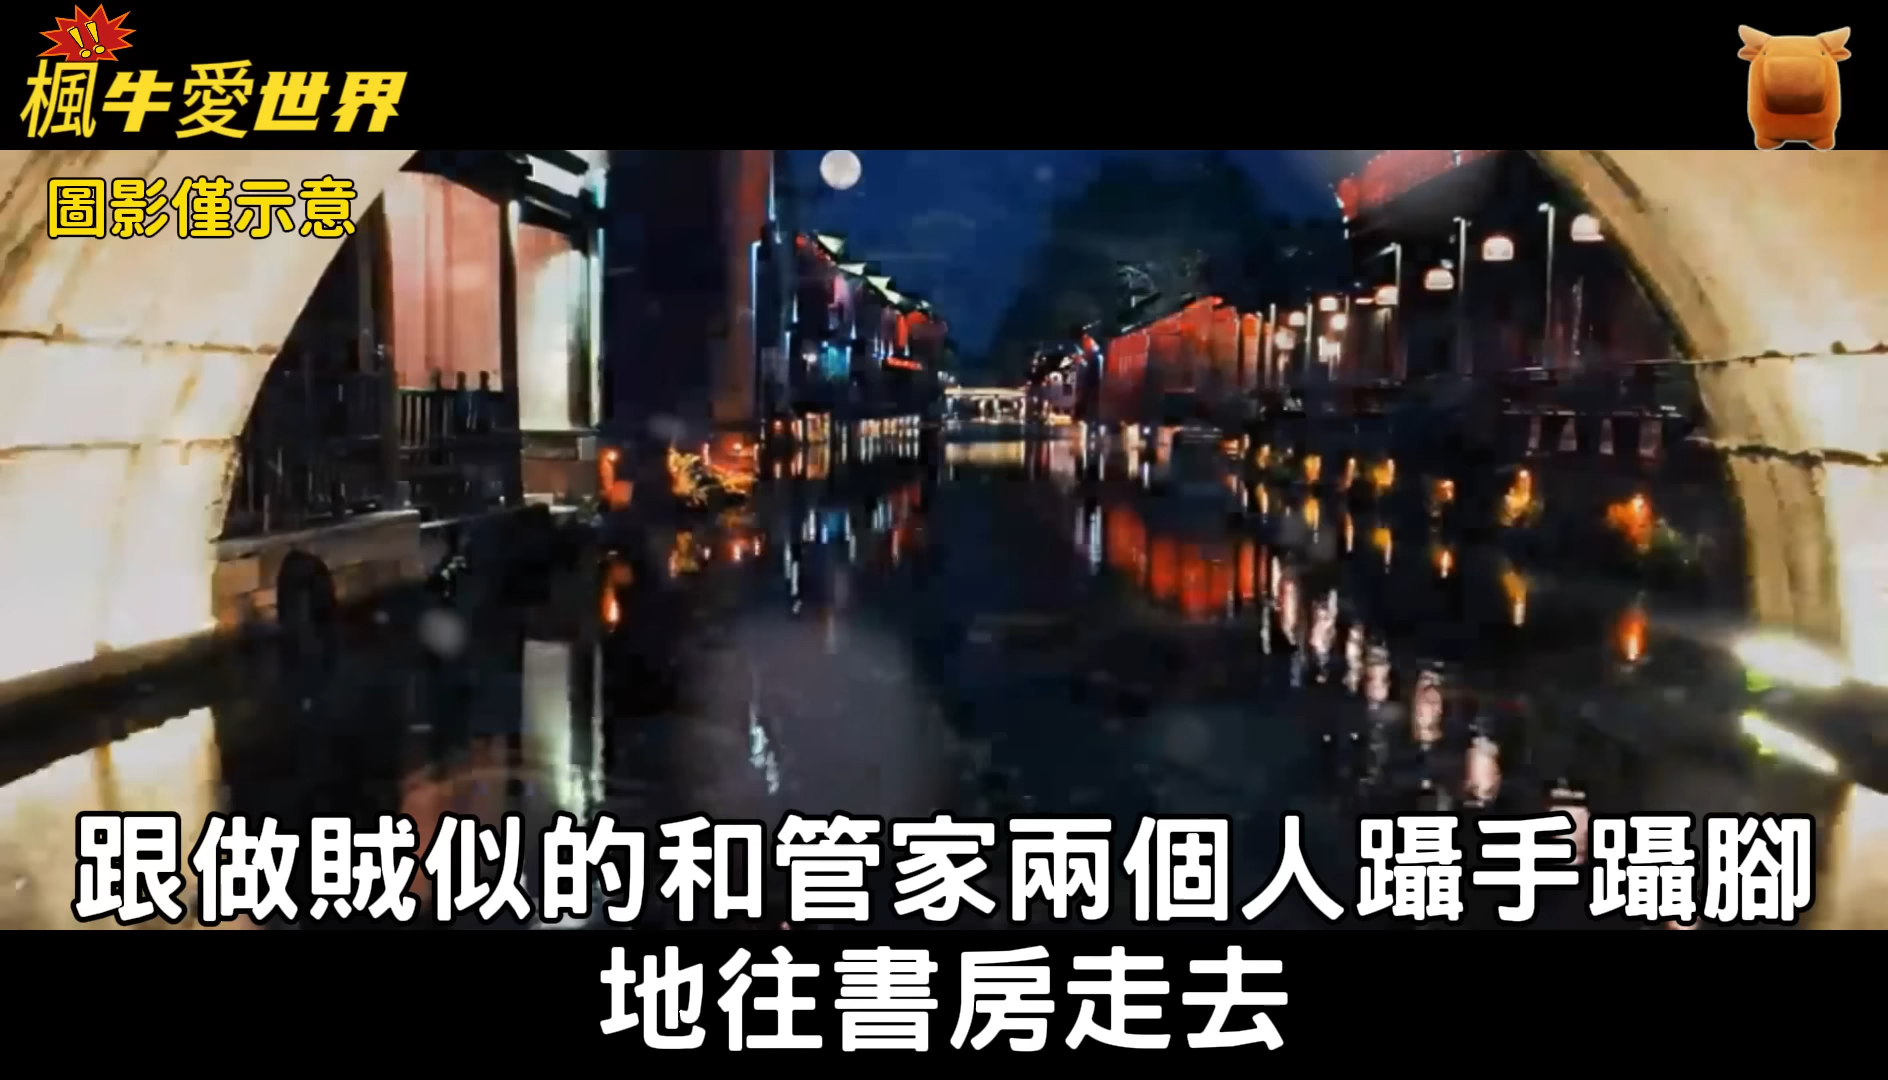 !!
楓牛愛世界
圖影僅示意
跟做賊似的和管家兩個人躡手躡腳
地往書房走去